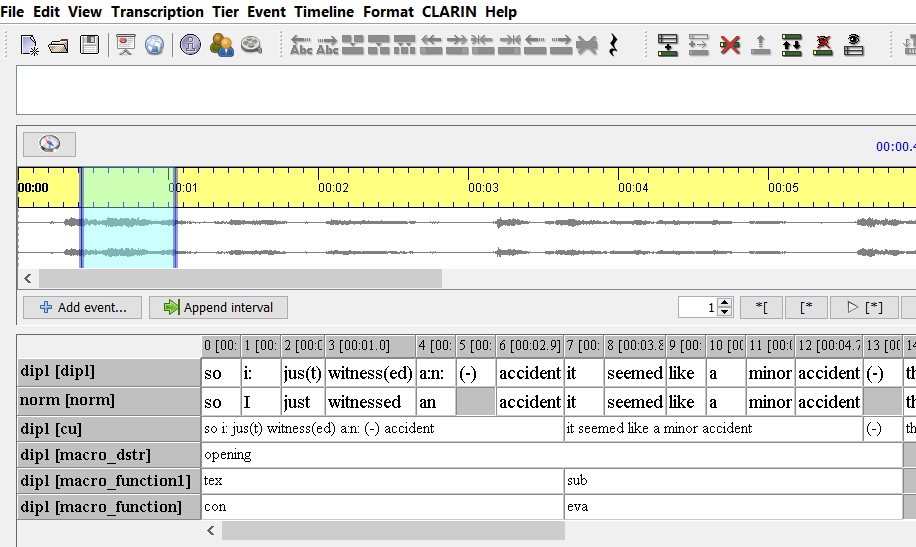 File Edit View Transcription Tier Event Timeline Format CLARIN Help
Abc Abc
00:00.4
00:00 00:01 00:02 00:03 00:04 00:05
Add event... Append interval 1 *[ [* [*]
0 [00: 1 [00: 2 [00:0 3 [00:01.0] 4 [00: 5 [00: 6 [00:02.9] 7 [00: 8 [00:03.8 9 [00: 10 [00 11 [00:0 12 [00:04.7 13 [00: 14
dipl [dipl] so i: jus(t) witness(ed) a:n: (-) accident it seemed like a minor accident (-) th
norm [norm] so I just witnessed an accident it seemed like a minor accident th
dipl [cu] so i: jus(t) witness(ed) a:n: (-) accident it seemed like a minor accident (-) th
dipl [macro_dstr] opening
dipl [macro_function1] tex sub
dipl [macro_function] con eva